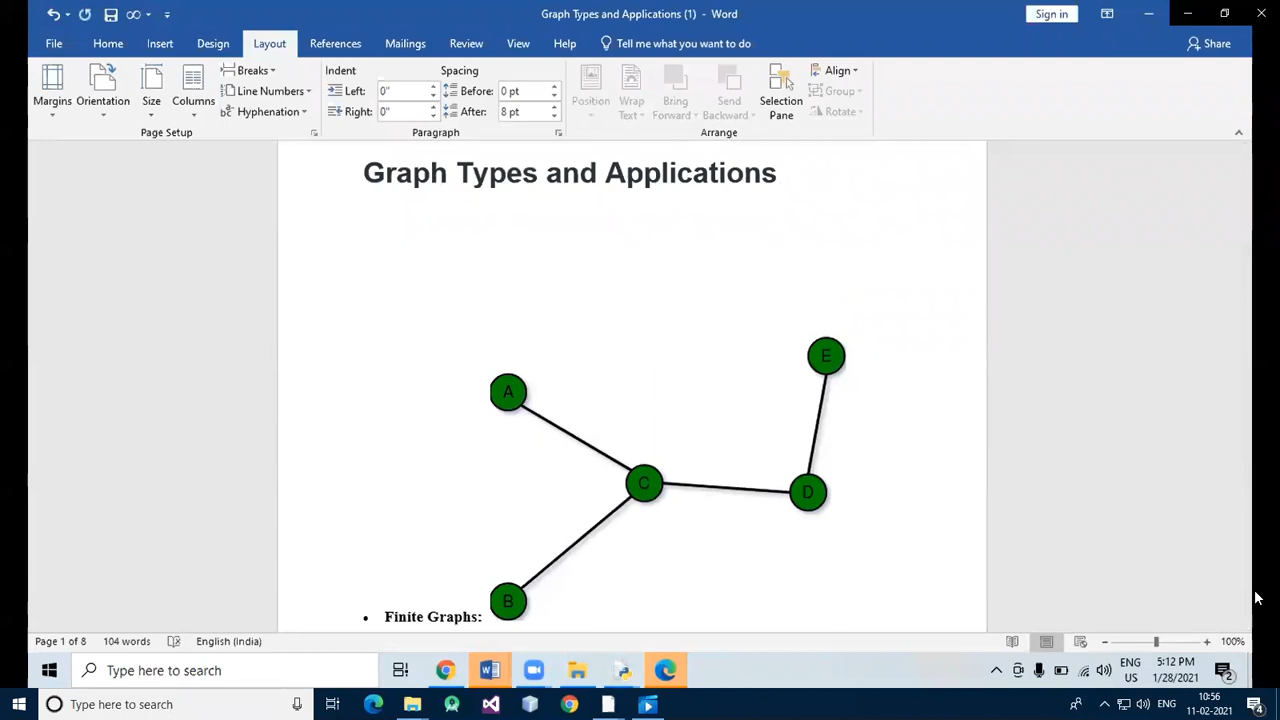 Graph Types and Applications (1) - Word
Sign in
File Home Insert Design Layout References Mailings Review View Help Tell me what you want to do Share
Margins Orientation Size Columns Breaks Line Numbers Hyphenation
Page Setup
Indent Spacing
Left: 0" Before: 0 pt
Right: 0" After: 8 pt
Paragraph
Position Wrap Text Bring Forward Send Backward Selection Pane Align Group Rotate
Arrange
Graph Types and Applications
E
A
C
D
B
• Finite Graphs:
Page 1 of 8 104 words English (India) 100%
Type here to search ENG US 5:12 PM 1/28/2021 2
Type here to search ENG 10:56 11-02-2021 4